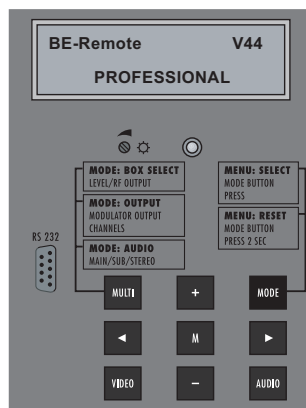 BE-Remote V44
PROFESSIONAL
MODE: BOX SELECT
LEVEL/RF OUTPUT
MODE: OUTPUT
MODULATOR OUTPUT
CHANNELS
MODE: AUDIO
MAIN/SUB/STEREO
MENU: SELECT
MODE BUTTON
PRESS
MENU: RESET
MODE BUTTON
PRESS 2 SEC
RS 232
MULTI + MODE
◄ M ►
VIDEO – AUDIO